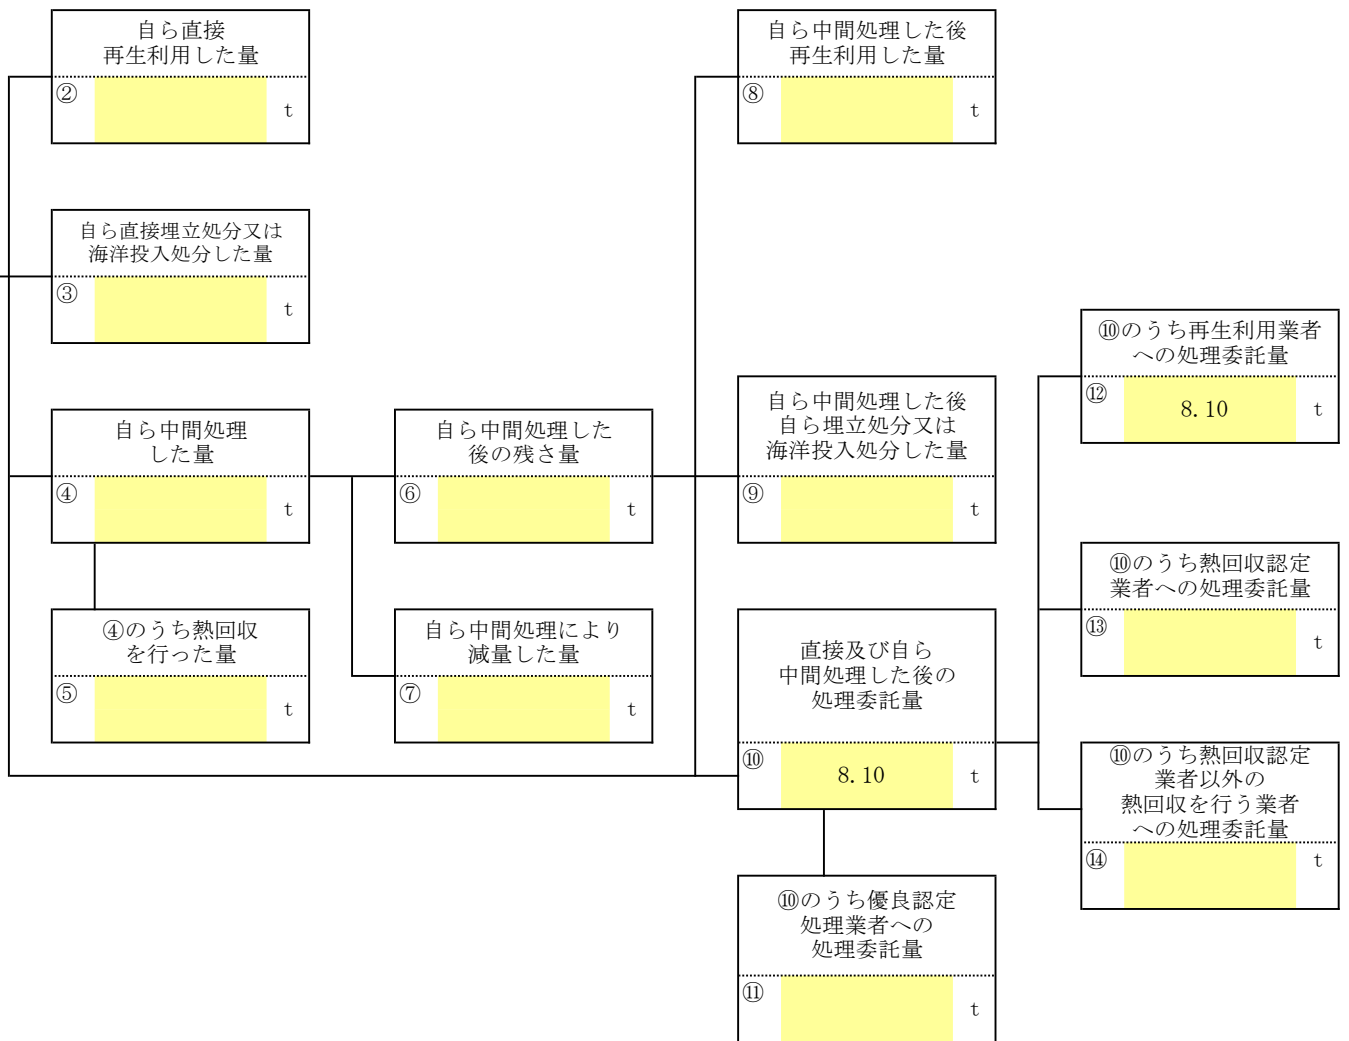 自ら直接
再生利用した量
②
t
自ら中間処理した後
再生利用した量
⑧
t
自ら直接埋立処分又は
海洋投入処分した量
③
t
⑩のうち再生利用業者
への処理委託量
⑫
8.10
t
自ら中間処理
した量
④
t
自ら中間処理した
後の残さ量
⑥
t
自ら中間処理した後
自ら埋立処分又は
海洋投入処分した量
⑨
t
⑩のうち熱回収認定
業者への処理委託量
⑬
t
④のうち熱回収
を行った量
⑤
t
自ら中間処理により
減量した量
⑦
t
直接及び自ら
中間処理した後の
処理委託量
⑩
8.10
t
⑩のうち熱回収認定
業者以外の
熱回収を行う業者
への処理委託量
⑭
t
⑩のうち優良認定
処理業者への
処理委託量
⑪
t